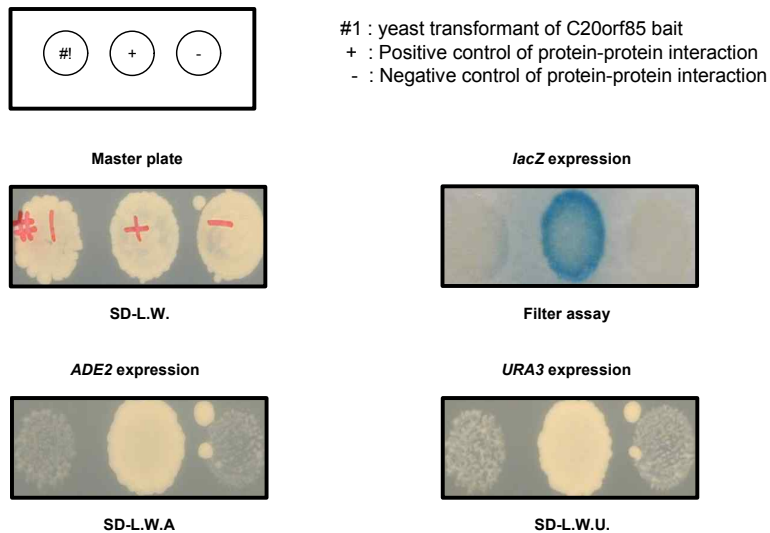 #! + -
#1 : yeast transformant of C20orf85 bait
+ : Positive control of protein-protein interaction
- : Negative control of protein-protein interaction
Master plate
lacZ expression
#1 + -
SD-L.W.
Filter assay
ADE2 expression
URA3 expression
SD-L.W.A
SD-L.W.U.